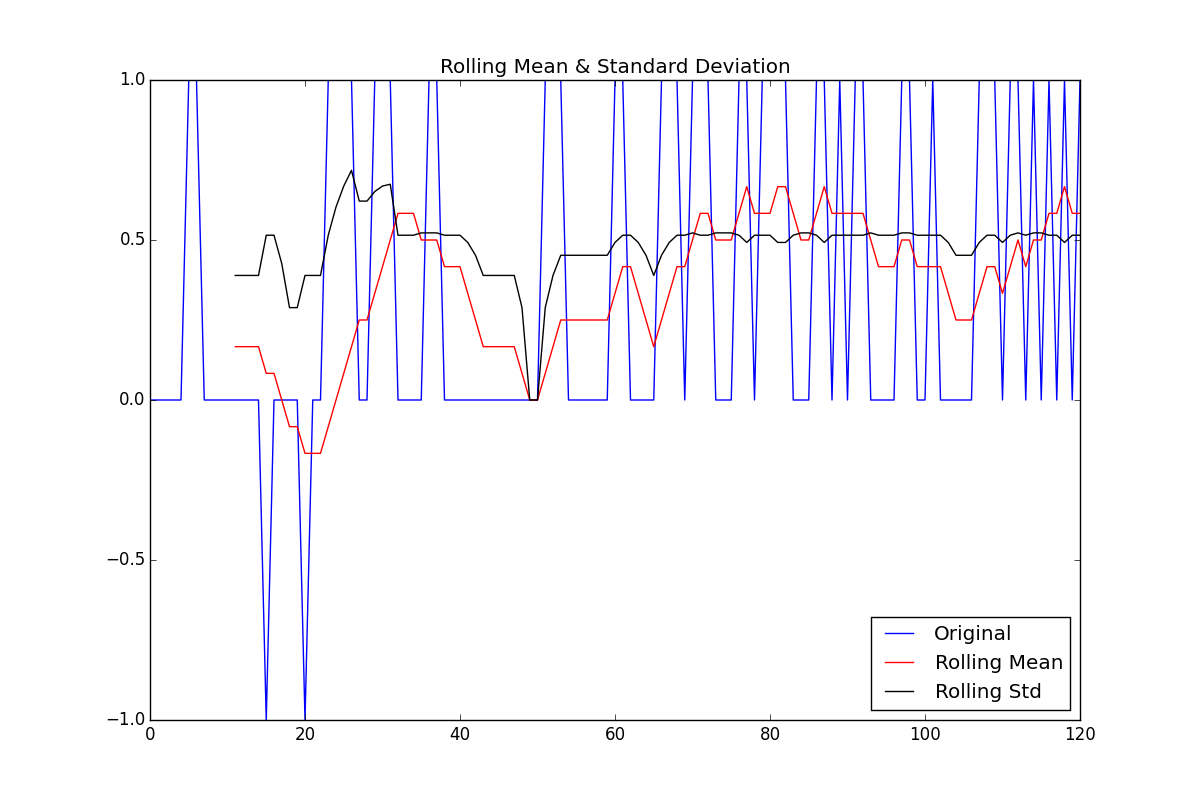 Rolling Mean & Standard Deviation
1.0
0.5
0.0
−0.5
−1.0
0 20 40 60 80 100 120
Original
Rolling Mean
Rolling Std